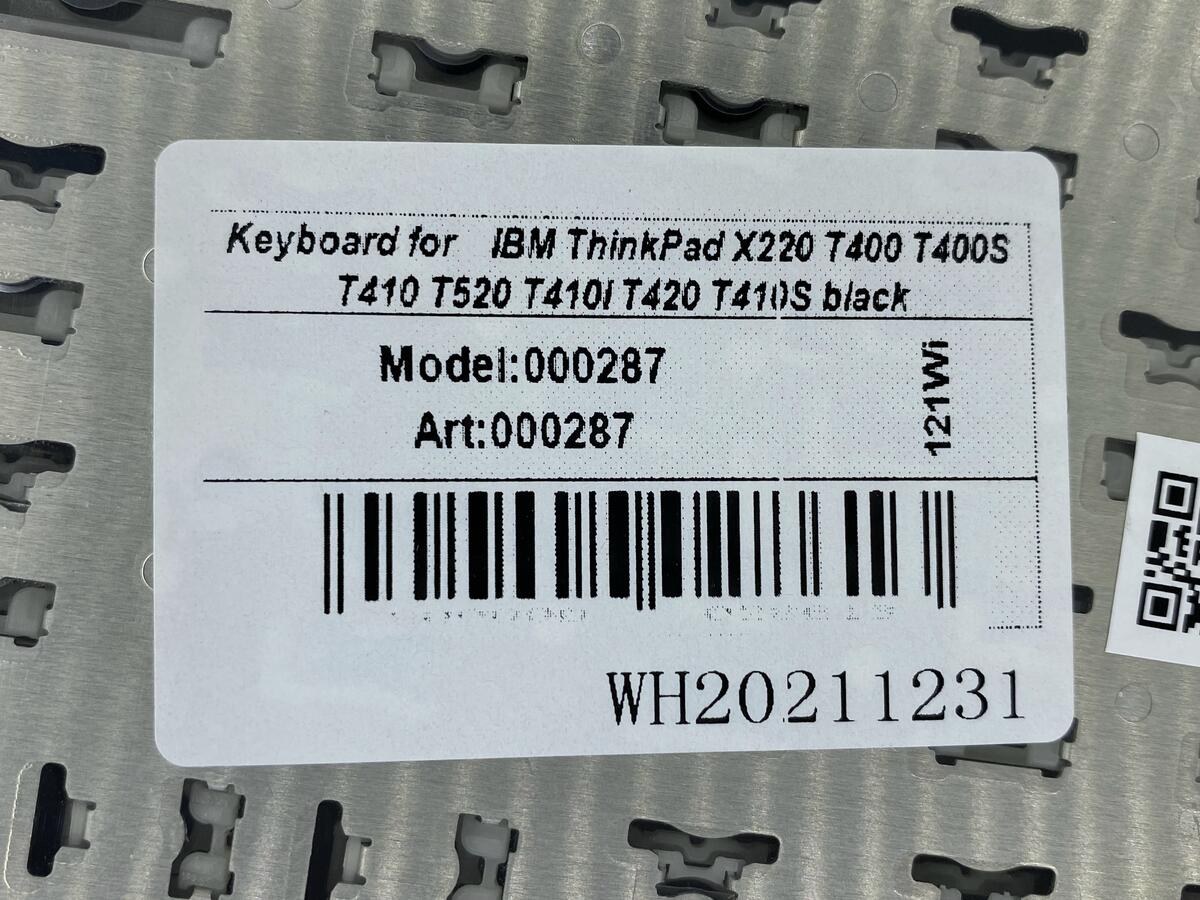 Keyboard for IBM ThinkPad X220 T400 T400S
T410 T520 T410I T420 T410S black
Model:000287
Art:000287
121Wi
WH20211231